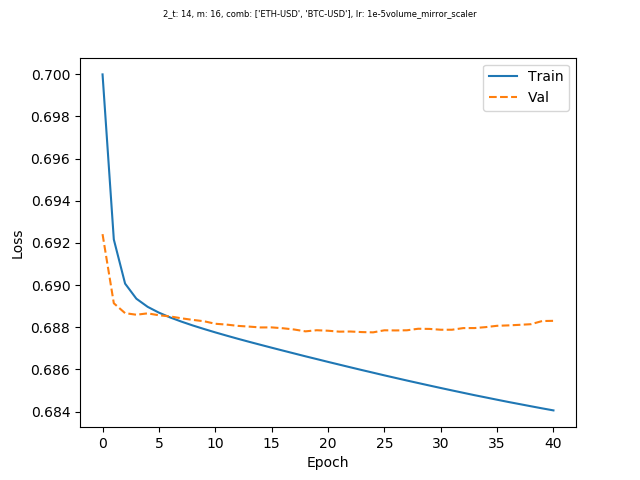 2_t: 14, m: 16, comb: ['ETH-USD', 'BTC-USD'], lr: 1e-5volume_mirror_scaler
Train
Val
0.700
0.698
0.696
0.694
0.692
0.690
0.688
0.686
0.684
Loss
0 5 10 15 20 25 30 35 40
Epoch